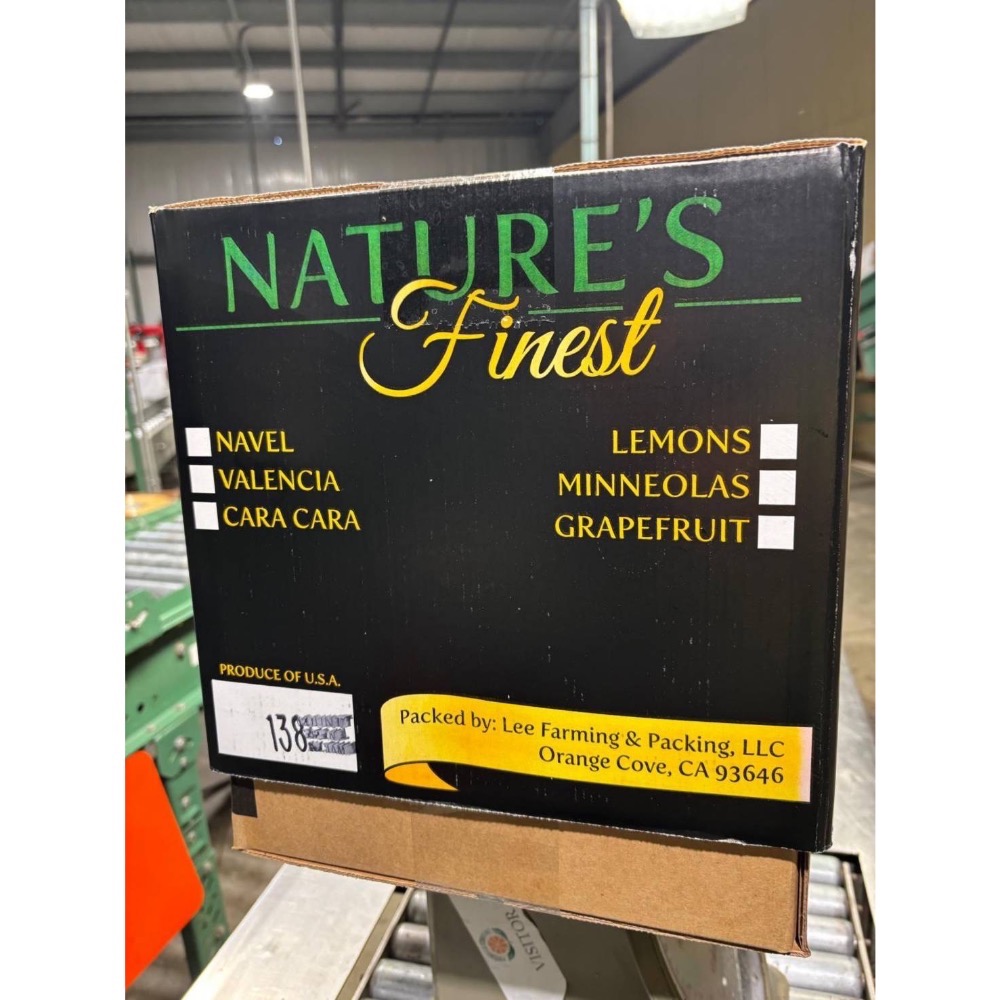 NATURE'S
Finest
NAVEL
VALENCIA
CARA CARA
LEMONS
MINNEOLAS
GRAPEFRUIT
PRODUCE OF U.S.A.
138
Packed by: Lee Farming & Packing, LLC
Orange Cove, CA 93646
VISITOR